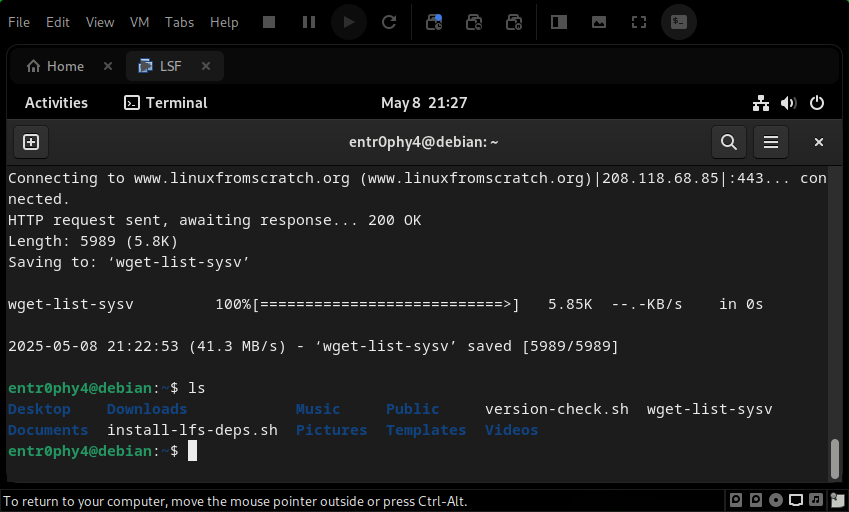 File Edit View VM Tabs Help
Home × LSF ×
Activities Terminal May 8 21:27
entr0phy4@debian: ~
Connecting to www.linuxfromscratch.org (www.linuxfromscratch.org)|208.118.68.85|:443... con
nected.
HTTP request sent, awaiting response... 200 OK
Length: 5989 (5.8K)
Saving to: ‘wget-list-sysv’
wget-list-sysv 100%[===========================>] 5.85K --.-KB/s in 0s
2025-05-08 21:22:53 (41.3 MB/s) - ‘wget-list-sysv’ saved [5989/5989]
entr0phy4@debian:~$ ls
Desktop Downloads Music Public version-check.sh wget-list-sysv
Documents install-lfs-deps.sh Pictures Templates Videos
entr0phy4@debian:~$
To return to your computer, move the mouse pointer outside or press Ctrl-Alt.